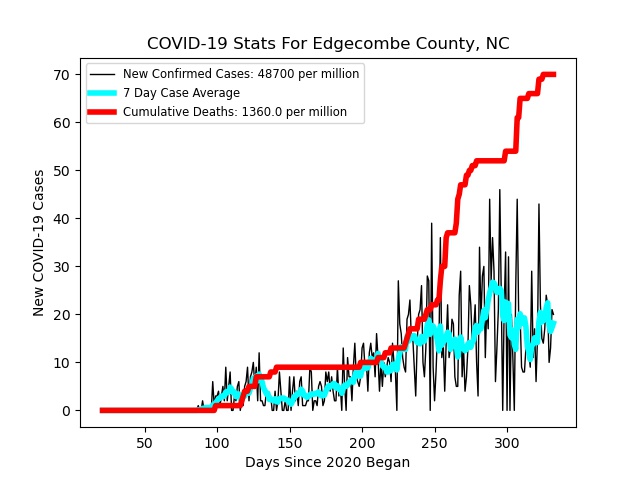 COVID-19 Stats For Edgecombe County, NC
New Confirmed Cases: 48700 per million
7 Day Case Average
Cumulative Deaths: 1360.0 per million
70
60
50
40
30
20
10
0
New COVID-19 Cases
50 100 150 200 250 300
Days Since 2020 Began